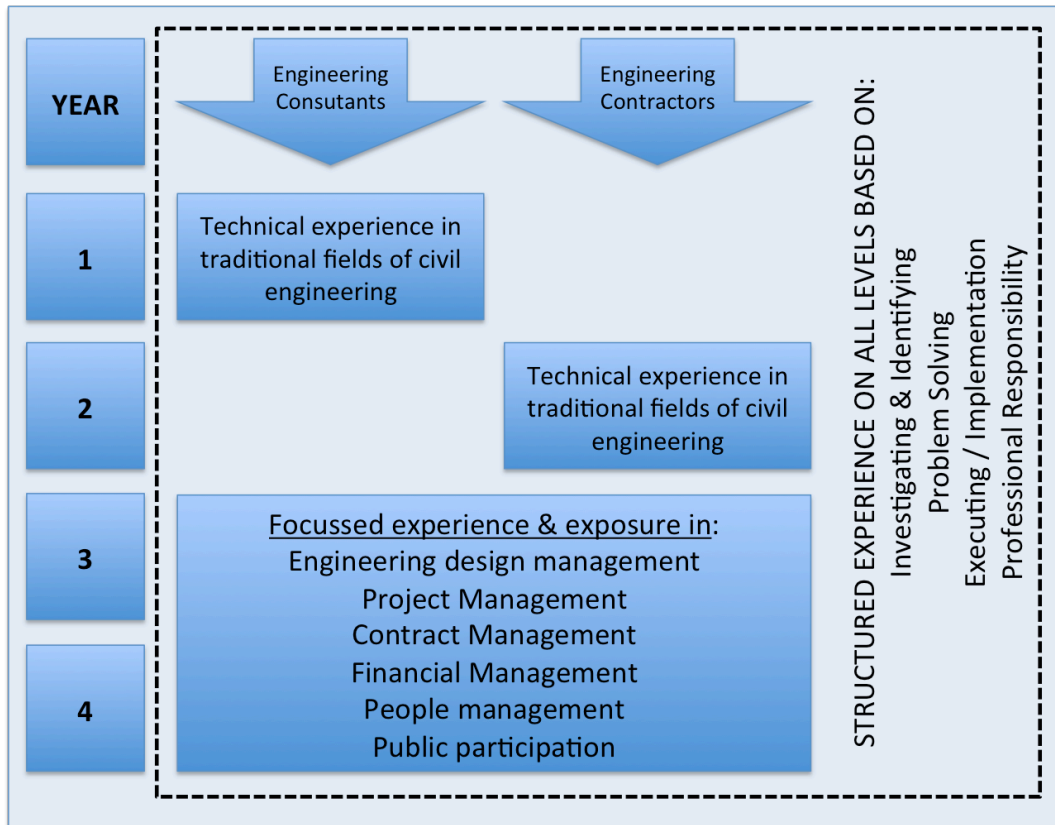 YEAR
Engineering
Consutants
Engineering
Contractors
1
Technical experience in
traditional fields of civil
engineering
2
Technical experience in
traditional fields of civil
engineering
3
4
Focussed experience & exposure in:
Engineering design management
Project Management
Contract Management
Financial Management
People management
Public participation
STRUCTURED EXPERIENCE ON ALL LEVELS BASED ON:
Investigating & Identifying
Problem Solving
Executing / Implementation
Professional Responsibility